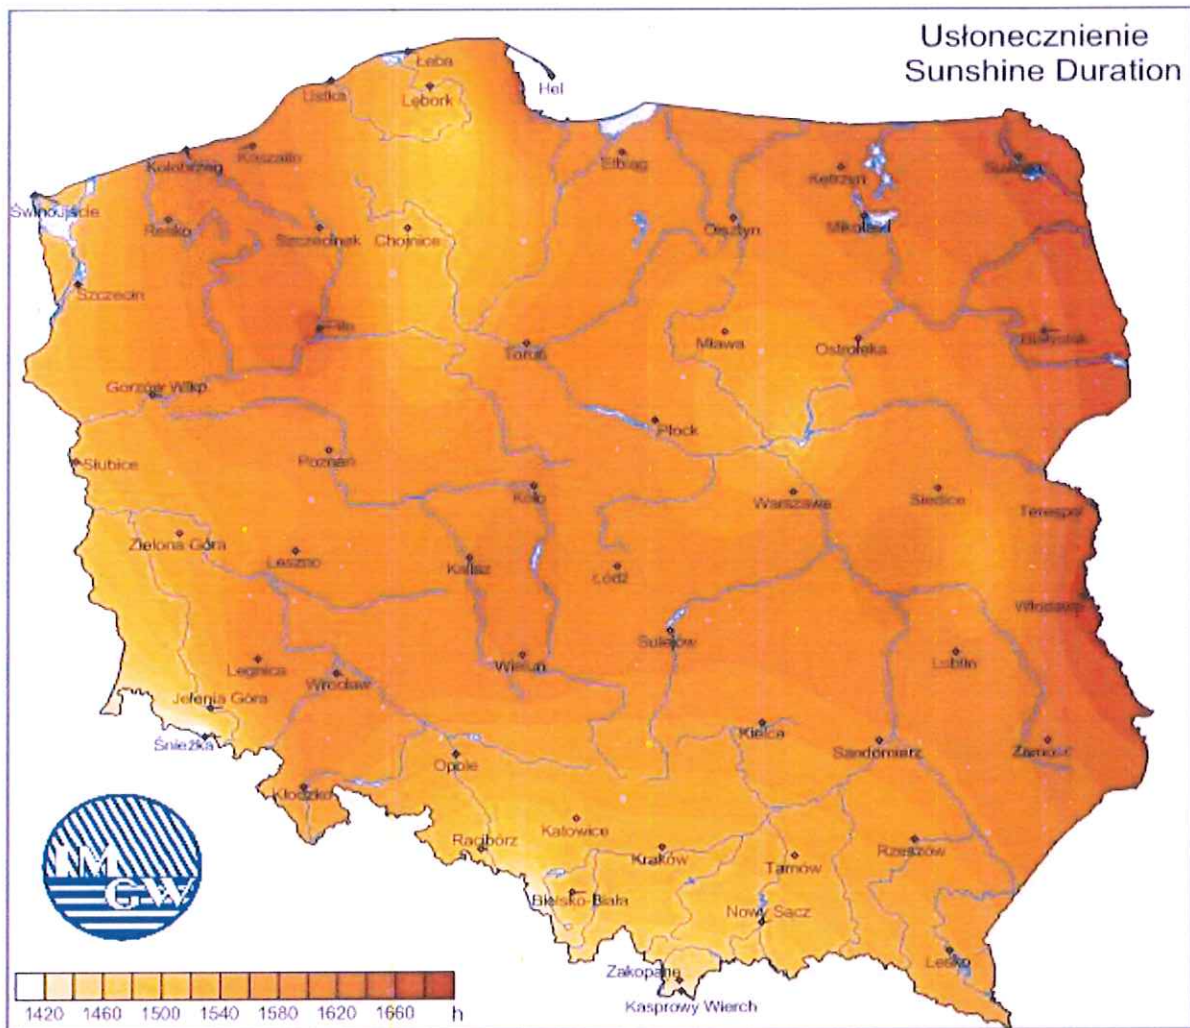 Usłonecznienie
Sunshine Duration
Łeba
Ustka
Lębork
Hel
Kołobrzeg
Koszalin
Elbląg
Kętrzyn
Suwałki
Świnoujście
Resko
Szczecinek
Chojnice
Olsztyn
Mikołajki
Szczecin
Piła
Toruń
Mława
Ostrołęka
Białystok
Gorzów Wlkp
Płock
Słubice
Poznań
Koło
Warszawa
Siedlce
Terespol
Zielona Góra
Leszno
Kalisz
Łódź
Włodawa
Sulejów
Legnica
Wrocław
Wieluń
Lublin
Jelenia Góra
Śnieżka
Kielce
Sandomierz
Zamość
Opole
Kłodzko
Racibórz
Katowice
Kraków
Tarnów
Rzeszów
Bielsko-Biała
Nowy Sącz
Lesko
Zakopane
Kasprowy Wierch
IM
GW
1420 1460 1500 1540 1580 1620 1660 h